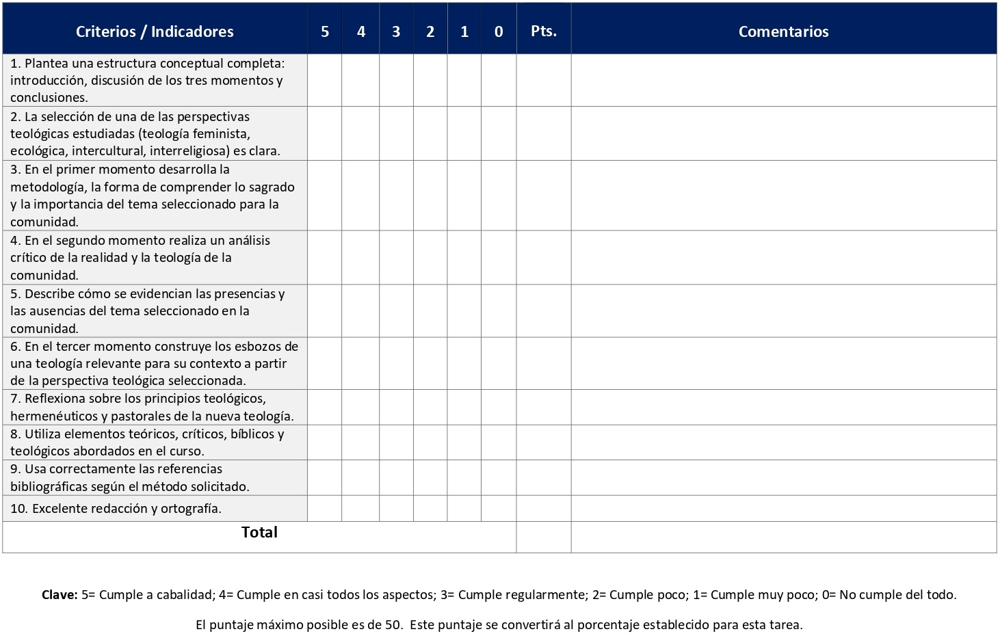 Criterios / Indicadores 5 4 3 2 1 0 Pts. Comentarios
1. Plantea una estructura conceptual completa:
introducción, discusión de los tres momentos y
conclusiones.
2. La selección de una de las perspectivas
teológicas estudiadas (teología feminista,
ecológica, intercultural, interreligiosa) es clara.
3. En el primer momento desarrolla la
metodología, la forma de comprender lo sagrado
y la importancia del tema seleccionado para la
comunidad.
4. En el segundo momento realiza un análisis
crítico de la realidad y la teología de la
comunidad.
5. Describe cómo se evidencian las presencias y
las ausencias del tema seleccionado en la
comunidad.
6. En el tercer momento construye los esbozos de
una teología relevante para su contexto a partir
de la perspectiva teológica seleccionada.
7. Reflexiona sobre los principios teológicos,
hermenéuticos y pastorales de la nueva teología.
8. Utiliza elementos teóricos, críticos, bíblicos y
teológicos abordados en el curso.
9. Usa correctamente las referencias
bibliográficas según el método solicitado.
10. Excelente redacción y ortografía.
Total
Clave: 5= Cumple a cabalidad; 4= Cumple en casi todos los aspectos; 3= Cumple regularmente; 2= Cumple poco; 1= Cumple muy poco; 0= No cumple del todo.
El puntaje máximo posible es de 50. Este puntaje se convertirá al porcentaje establecido para esta tarea.